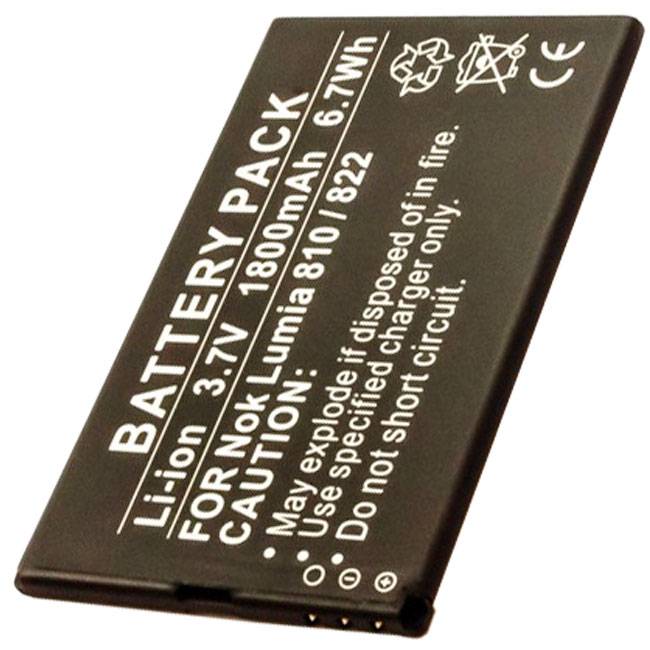 BATTERY PACK
Li-ion 3.7V 1800mAh 6.7Wh
FOR Nok Lumia 810 / 822
CAUTION:
• May explode if disposed of in fire.
• Use specified charger only.
• Do not short circuit.
CE